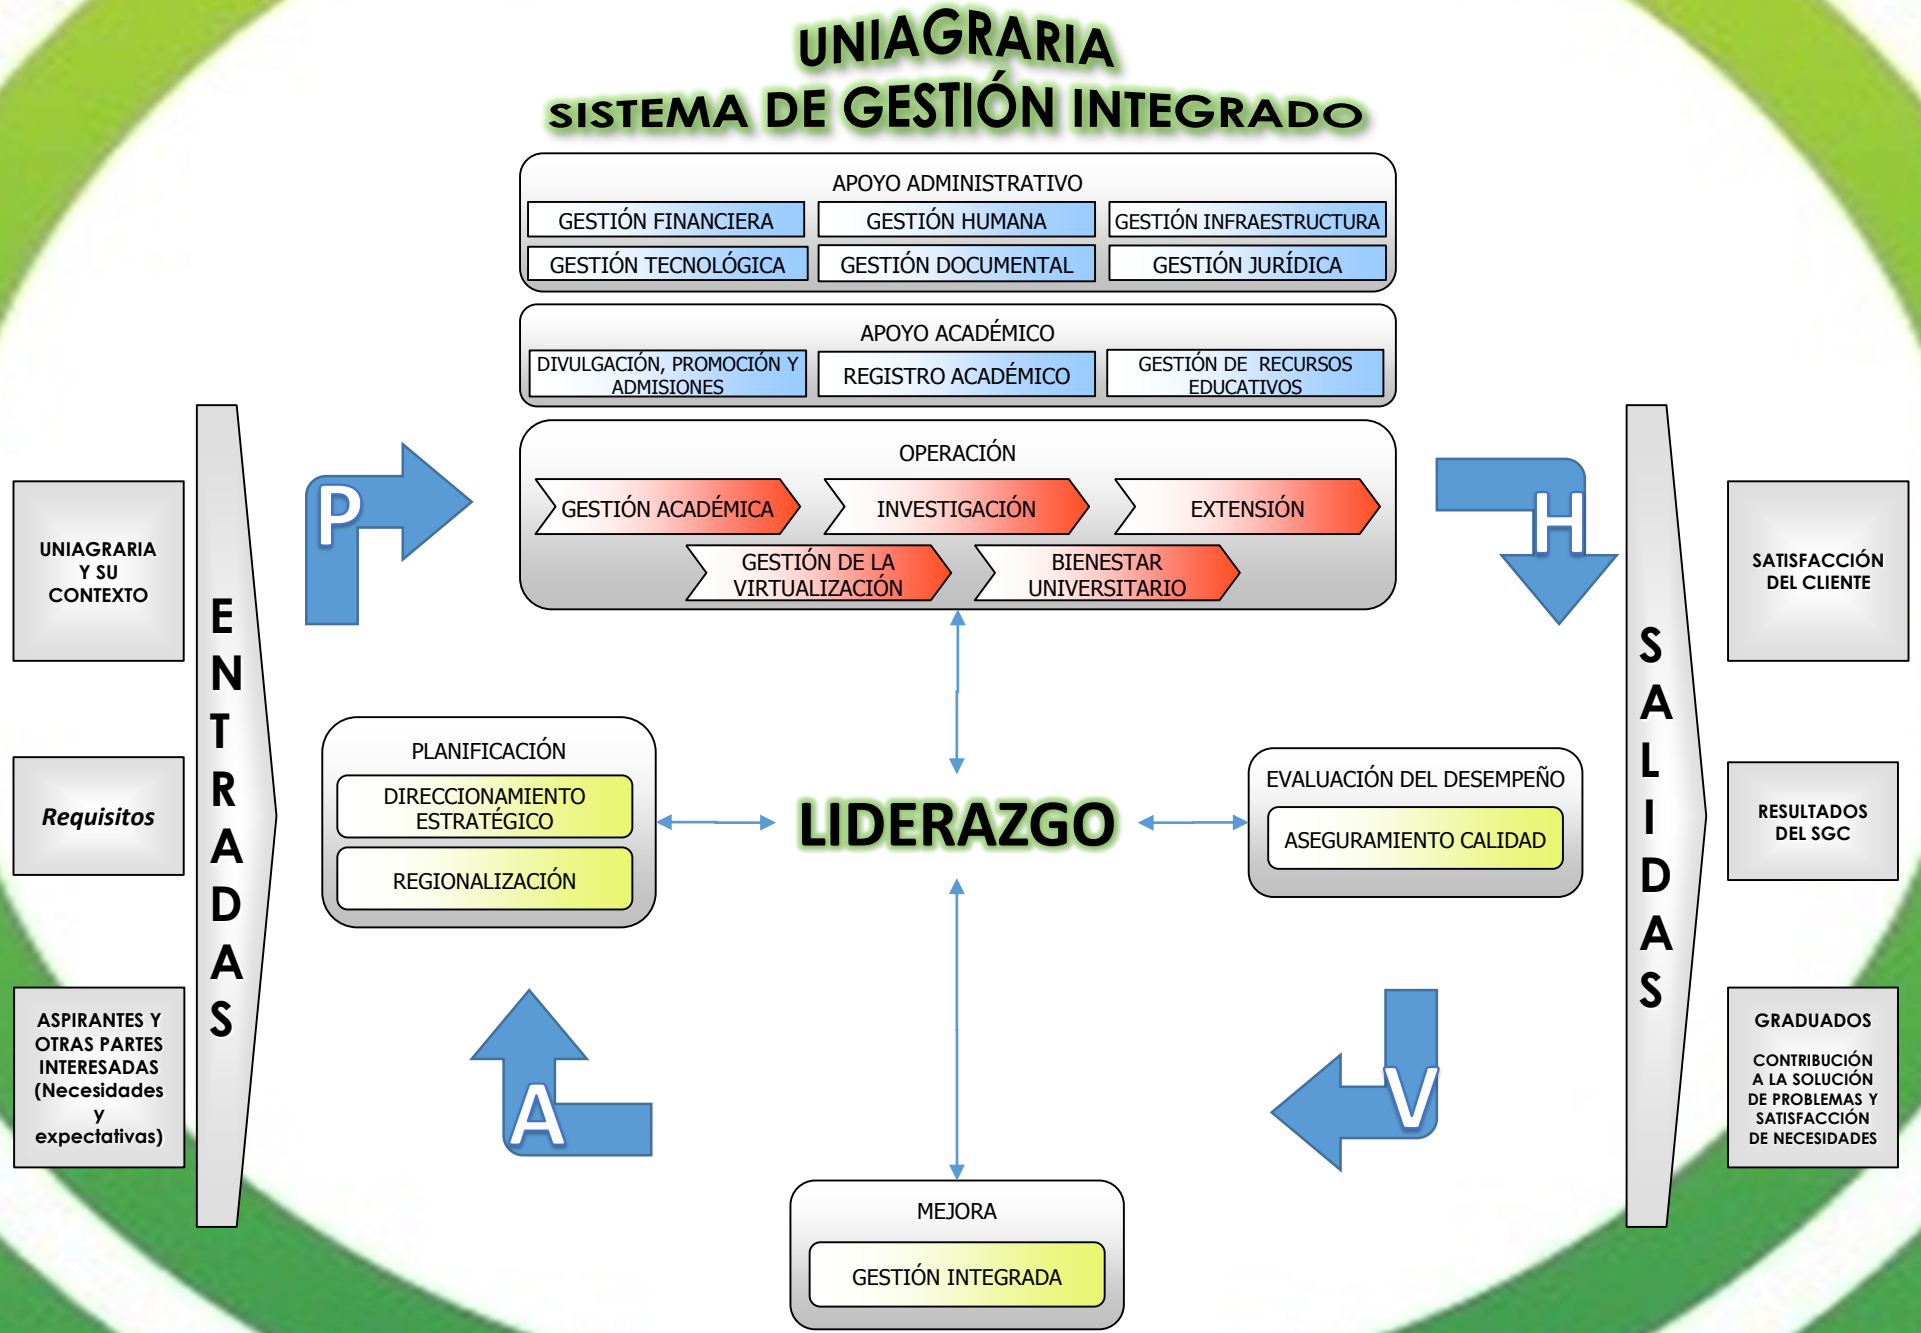 UNIAGRARIA
SISTEMA DE GESTIÓN INTEGRADO
APOYO ADMINISTRATIVO
GESTIÓN FINANCIERA
GESTIÓN HUMANA
GESTIÓN INFRAESTRUCTURA
GESTIÓN TECNOLÓGICA
GESTIÓN DOCUMENTAL
GESTIÓN JURÍDICA
APOYO ACADÉMICO
DIVULGACIÓN, PROMOCIÓN Y
ADMISIONES
REGISTRO ACADÉMICO
GESTIÓN DE RECURSOS
EDUCATIVOS
OPERACIÓN
GESTIÓN ACADÉMICA
INVESTIGACIÓN
EXTENSIÓN
GESTIÓN DE LA
VIRTUALIZACIÓN
BIENESTAR
UNIVERSITARIO
P
H
UNIAGRARIA
Y SU
CONTEXTO
Requisitos
ASPIRANTES Y
OTRAS PARTES
INTERESADAS
(Necesidades
y
expectativas)
ENTRADAS
PLANIFICACIÓN
DIRECCIONAMIENTO
ESTRATÉGICO
REGIONALIZACIÓN
LIDERAZGO
EVALUACIÓN DEL DESEMPEÑO
ASEGURAMIENTO CALIDAD
A
V
MEJORA
GESTIÓN INTEGRADA
SALIDAS
SATISFACCIÓN
DEL CLIENTE
RESULTADOS
DEL SGC
GRADUADOS
CONTRIBUCIÓN
A LA SOLUCIÓN
DE PROBLEMAS Y
SATISFACCIÓN
DE NECESIDADES